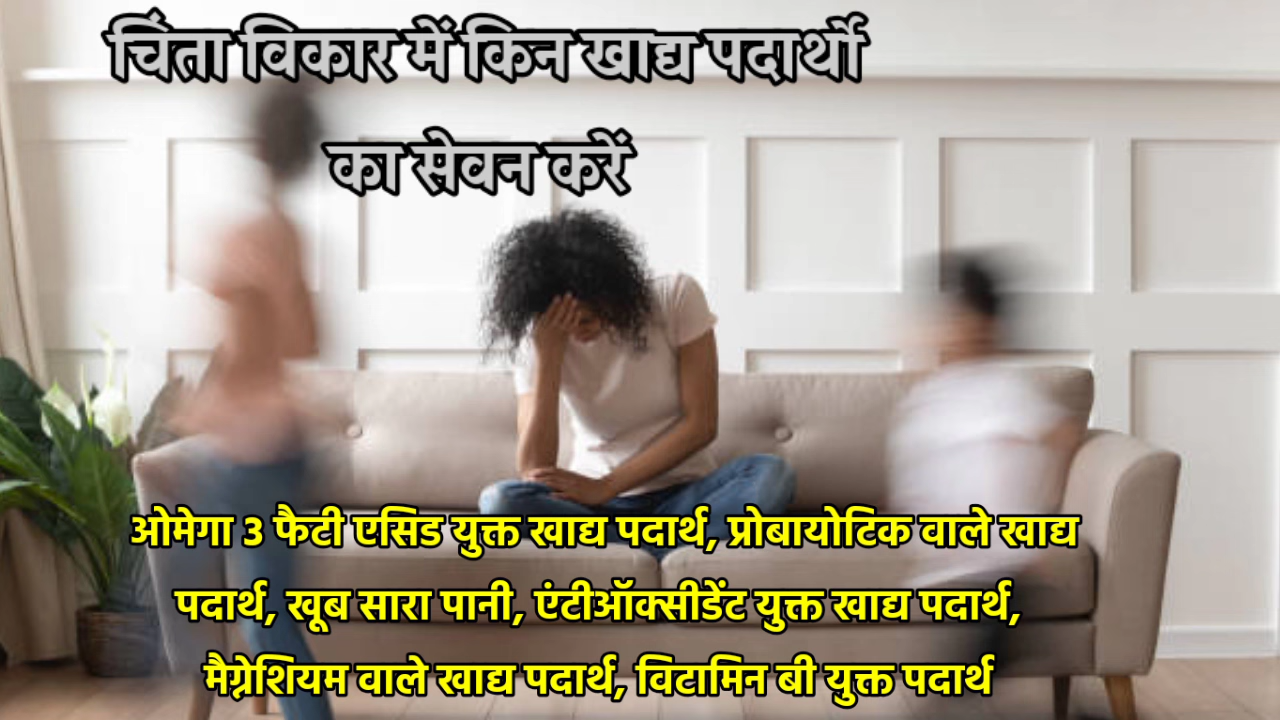 चिंता विकार में किन खाद्य पदार्थो
का सेवन करें
ओमेगा 3 फैटी एसिड युक्त खाद्य पदार्थ, प्रोबायोटिक वाले खाद्य
पदार्थ, खूब सारा पानी, एंटीऑक्सीडेंट युक्त खाद्य पदार्थ,
मैग्नेशियम वाले खाद्य पदार्थ, विटामिन बी युक्त पदार्थ